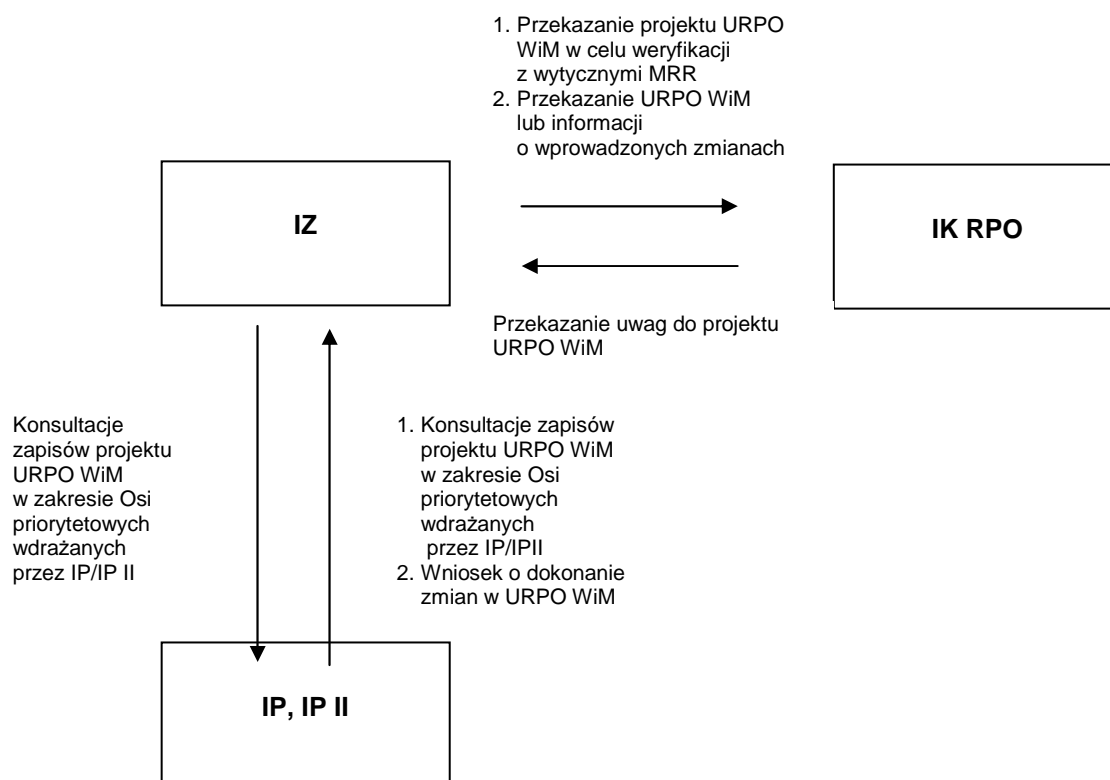 1. Przekazanie projektu URPO
WiM w celu weryfikacji
z wytycznymi MRR
2. Przekazanie URPO WiM
lub informacji
o wprowadzonych zmianach
IZ
IK RPO
Przekazanie uwag do projektu
URPO WiM
Konsultacje
zapisów projektu
URPO WiM
w zakresie Osi
priorytetowych
wdrażanych
przez IP/IP II
1. Konsultacje zapisów
projektu URPO WiM
w zakresie Osi
priorytetowych
wdrażanych
przez IP/IPII
2. Wniosek o dokonanie
zmian w URPO WiM
IP, IP II